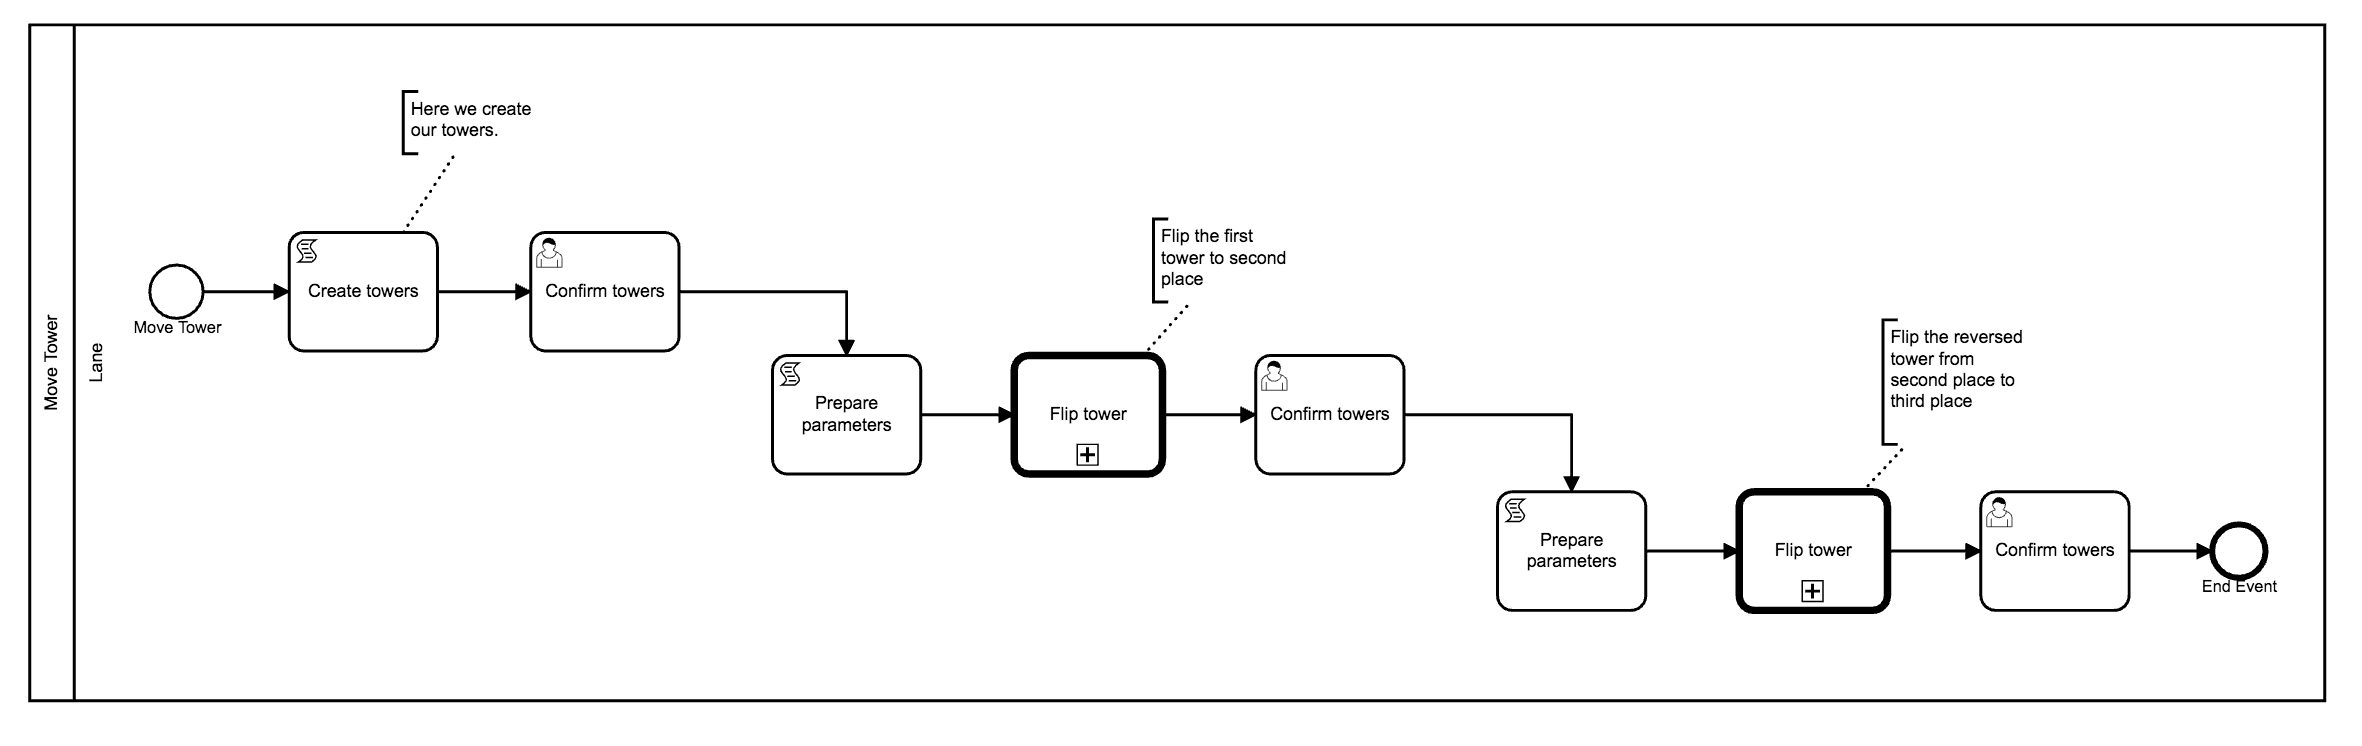 Move Tower
Lane
Here we create
our towers.
Move Tower
Create towers
Confirm towers
Prepare
parameters
Flip the first
tower to second
place
Flip tower
Confirm towers
Prepare
parameters
Flip the reversed
tower from
second place to
third place
Flip tower
Confirm towers
End Event